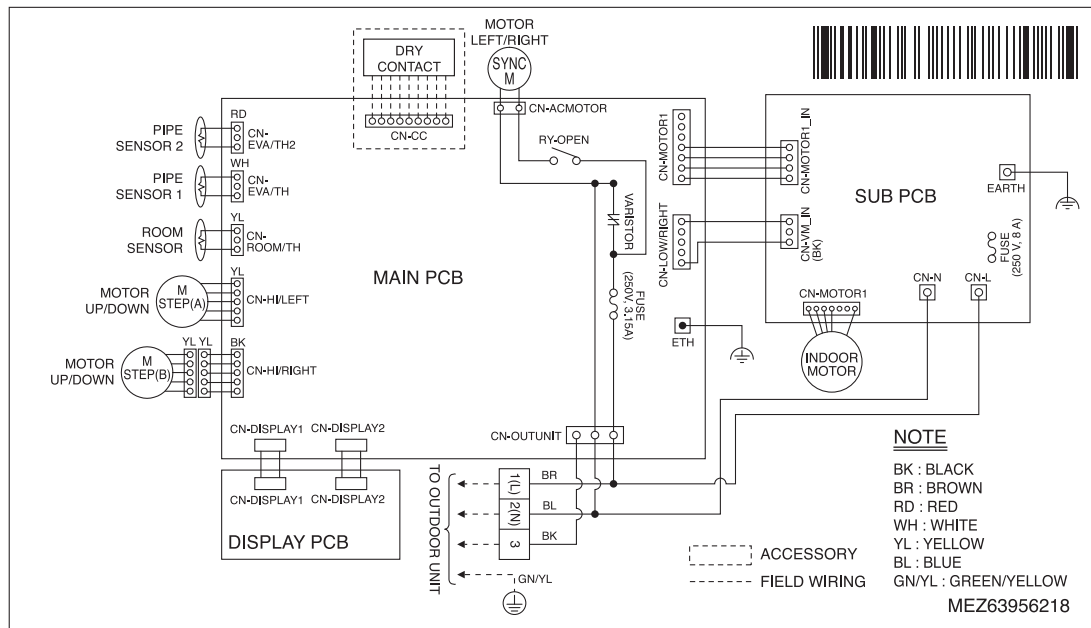 MOTOR
LEFT/RIGHT
DRY
CONTACT
SYNC
M
CN-ACMOTOR
CN-CC
RY-OPEN
PIPE
SENSOR 2
RD
CN-
EVA/TH2
PIPE
SENSOR 1
WH
CN-
EVA/TH
ROOM
SENSOR
YL
CN-
ROOM/TH
MOTOR
UP/DOWN
M
STEP(A)
YL
CN-HI/LEFT
MOTOR
UP/DOWN
M
STEP(B)
YL YL
BK
CN-HI/RIGHT
MAIN PCB
VARISTOR
FUSE
(250V, 3.15A)
CN-MOTOR1
CN-MOTOR1_IN
CN-LOW/RIGHT
CN-VM_IN
(BK)
SUB PCB
EARTH
FUSE
(250 V, 8 A)
CN-N
CN-L
CN-MOTOR1
INDOOR
MOTOR
ETH
CN-OUTUNIT
CN-DISPLAY1
CN-DISPLAY2
CN-DISPLAY1
CN-DISPLAY2
DISPLAY PCB
TO OUTDOOR UNIT
1(L)
BR
2(N)
BL
3
BK
GN/YL
ACCESSORY
FIELD WIRING
NOTE
BK : BLACK
BR : BROWN
RD : RED
WH : WHITE
YL : YELLOW
BL : BLUE
GN/YL : GREEN/YELLOW
MEZ63956218